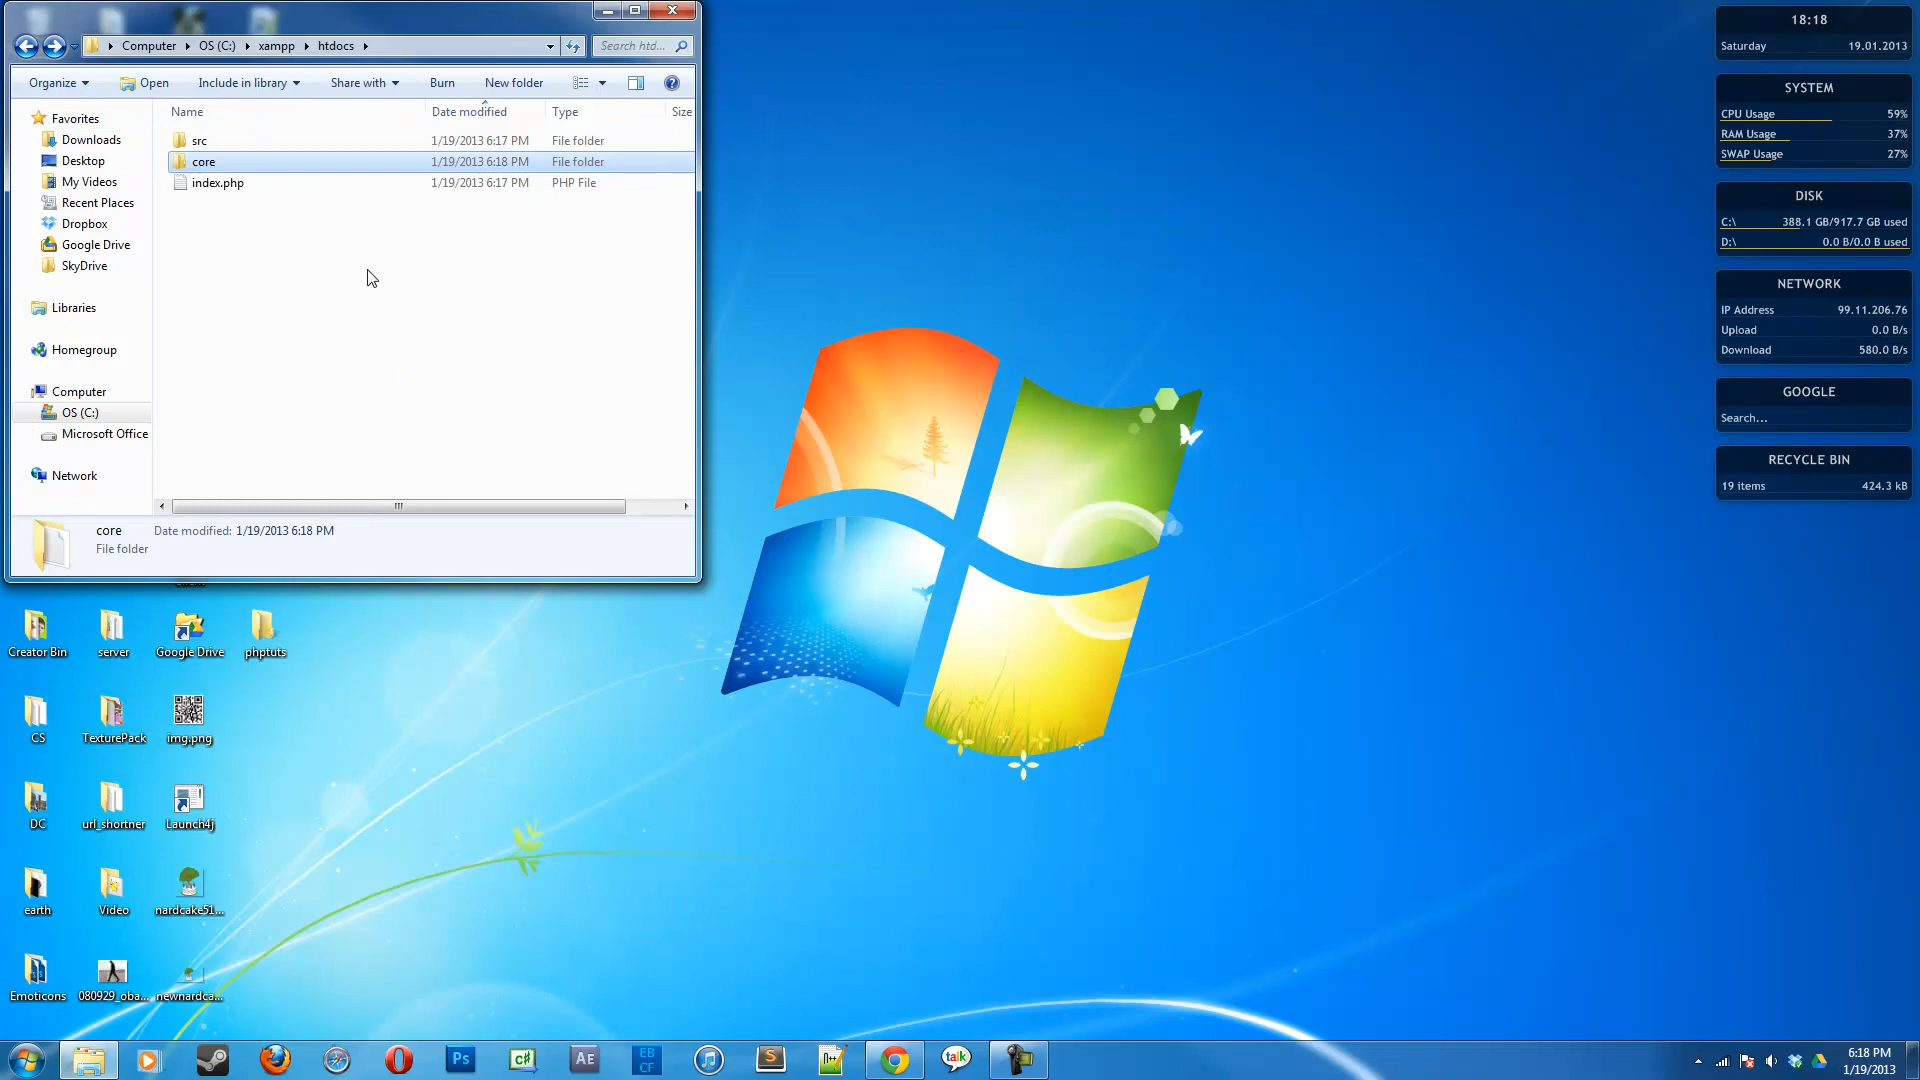 Computer OS (C:) xampp htdocs
Search htd...
Organize Open Include in library Share with Burn New folder
Name Date modified Type Size
src 1/19/2013 6:17 PM File folder
core 1/19/2013 6:18 PM File folder
index.php 1/19/2013 6:17 PM PHP File
Favorites
Downloads
Desktop
My Videos
Recent Places
Dropbox
Google Drive
SkyDrive
Libraries
Homegroup
Computer
OS (C:)
Microsoft Office
Network
core Date modified: 1/19/2013 6:18 PM
File folder
Creator Bin
server
Google Drive
phptuts
CS
TexturePack
img.png
DC
url_shortner
Launch4j
earth
Video
nardcake51...
Emoticons
080929_oba...
newnardca...
18:18
Saturday 19.01.2013
SYSTEM
CPU Usage 59%
RAM Usage 37%
SWAP Usage 27%
DISK
C:\ 388.1 GB/917.7 GB used
D:\ 0.0 B/0.0 B used
NETWORK
IP Address 99.11.206.76
Upload 0.0 B/s
Download 580.0 B/s
GOOGLE
Search...
RECYCLE BIN
19 items 424.3 kB
Ps
C#
AE
EB
CF
S
n++
talk
6:18 PM
1/19/2013